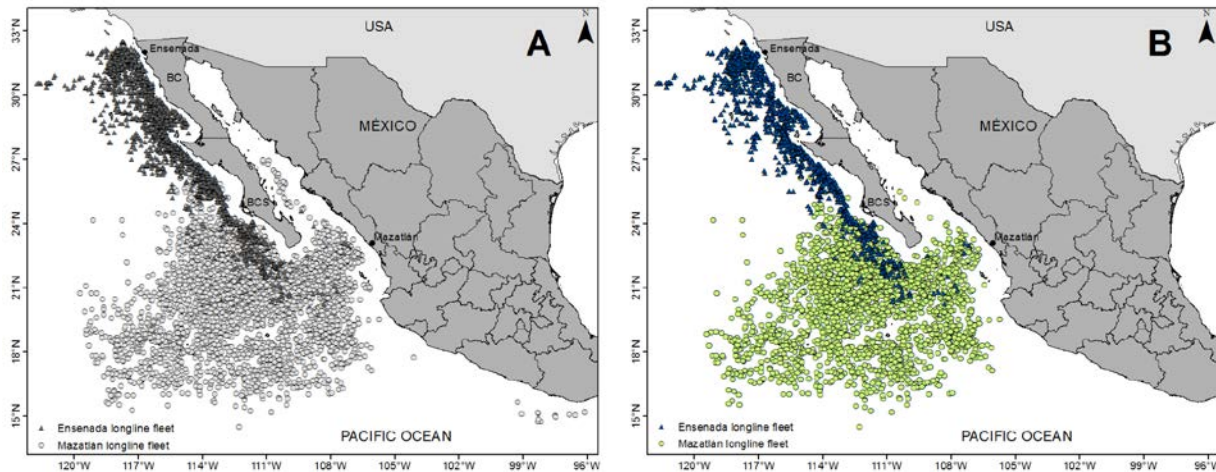 A
N
USA
Ensenada
BC
MÉXICO
BCS
Mazatlán
PACIFIC OCEAN
Ensenada longline fleet
Mazatlán longline fleet
33°N
30°N
27°N
24°N
21°N
18°N
15°N
120°W
117°W
114°W
111°W
108°W
105°W
102°W
99°W
96°W
B
N
USA
Ensenada
BC
MÉXICO
BCS
Mazatlán
PACIFIC OCEAN
Ensenada longline fleet
Mazatlán longline fleet
33°N
30°N
27°N
24°N
21°N
18°N
15°N
120°W
117°W
114°W
111°W
108°W
105°W
102°W
99°W